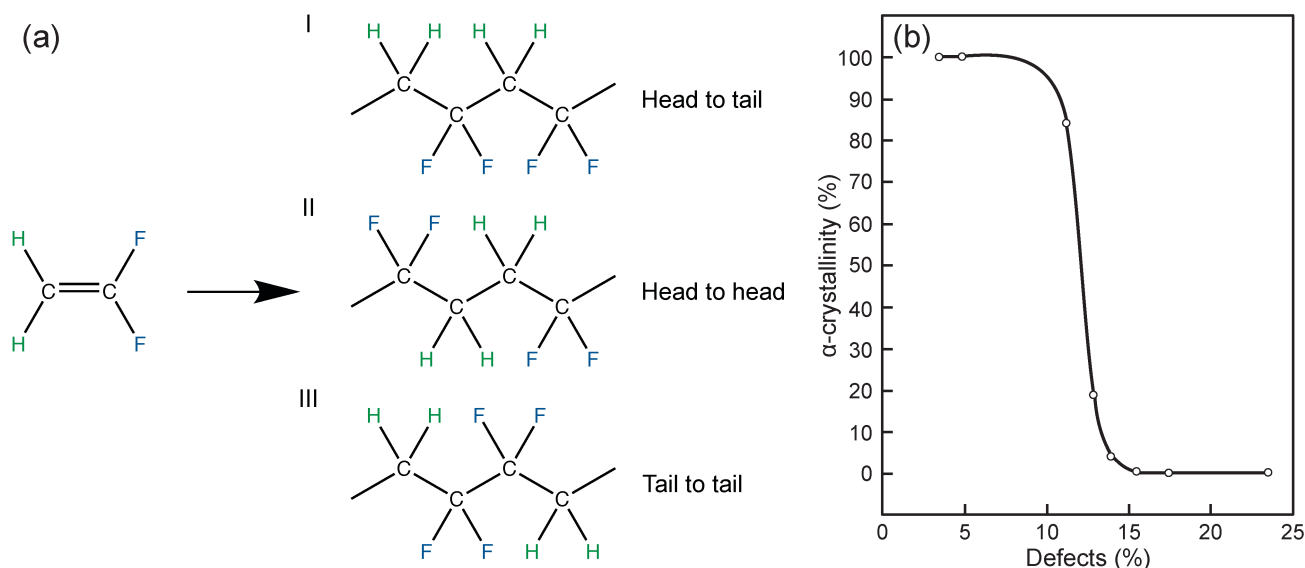 (a)
I
H H H H
C C C C
F F F F
Head to tail
II
F F H H
C C C C
H H F F
Head to head
H F
C C
H F
III
H H F F
C C C C
F F H H
Tail to tail
(b)
100
90
80
70
60
50
40
30
20
10
0
α-crystallinity (%)
0 5 10 15 20 25
Defects (%)